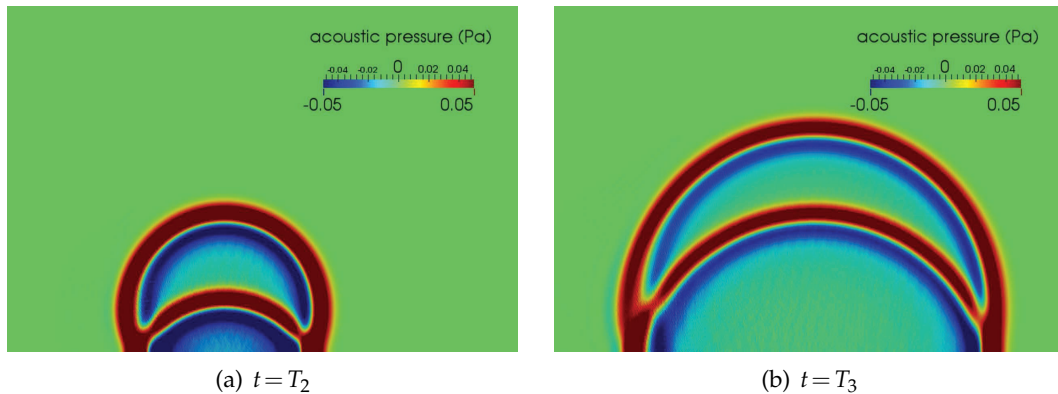 acoustic pressure (Pa)
-0.04 -0.02 0 0.02 0.04
-0.05 0.05
acoustic pressure (Pa)
-0.04 -0.02 0 0.02 0.04
-0.05 0.05
(a) t = T₂
(b) t = T₃